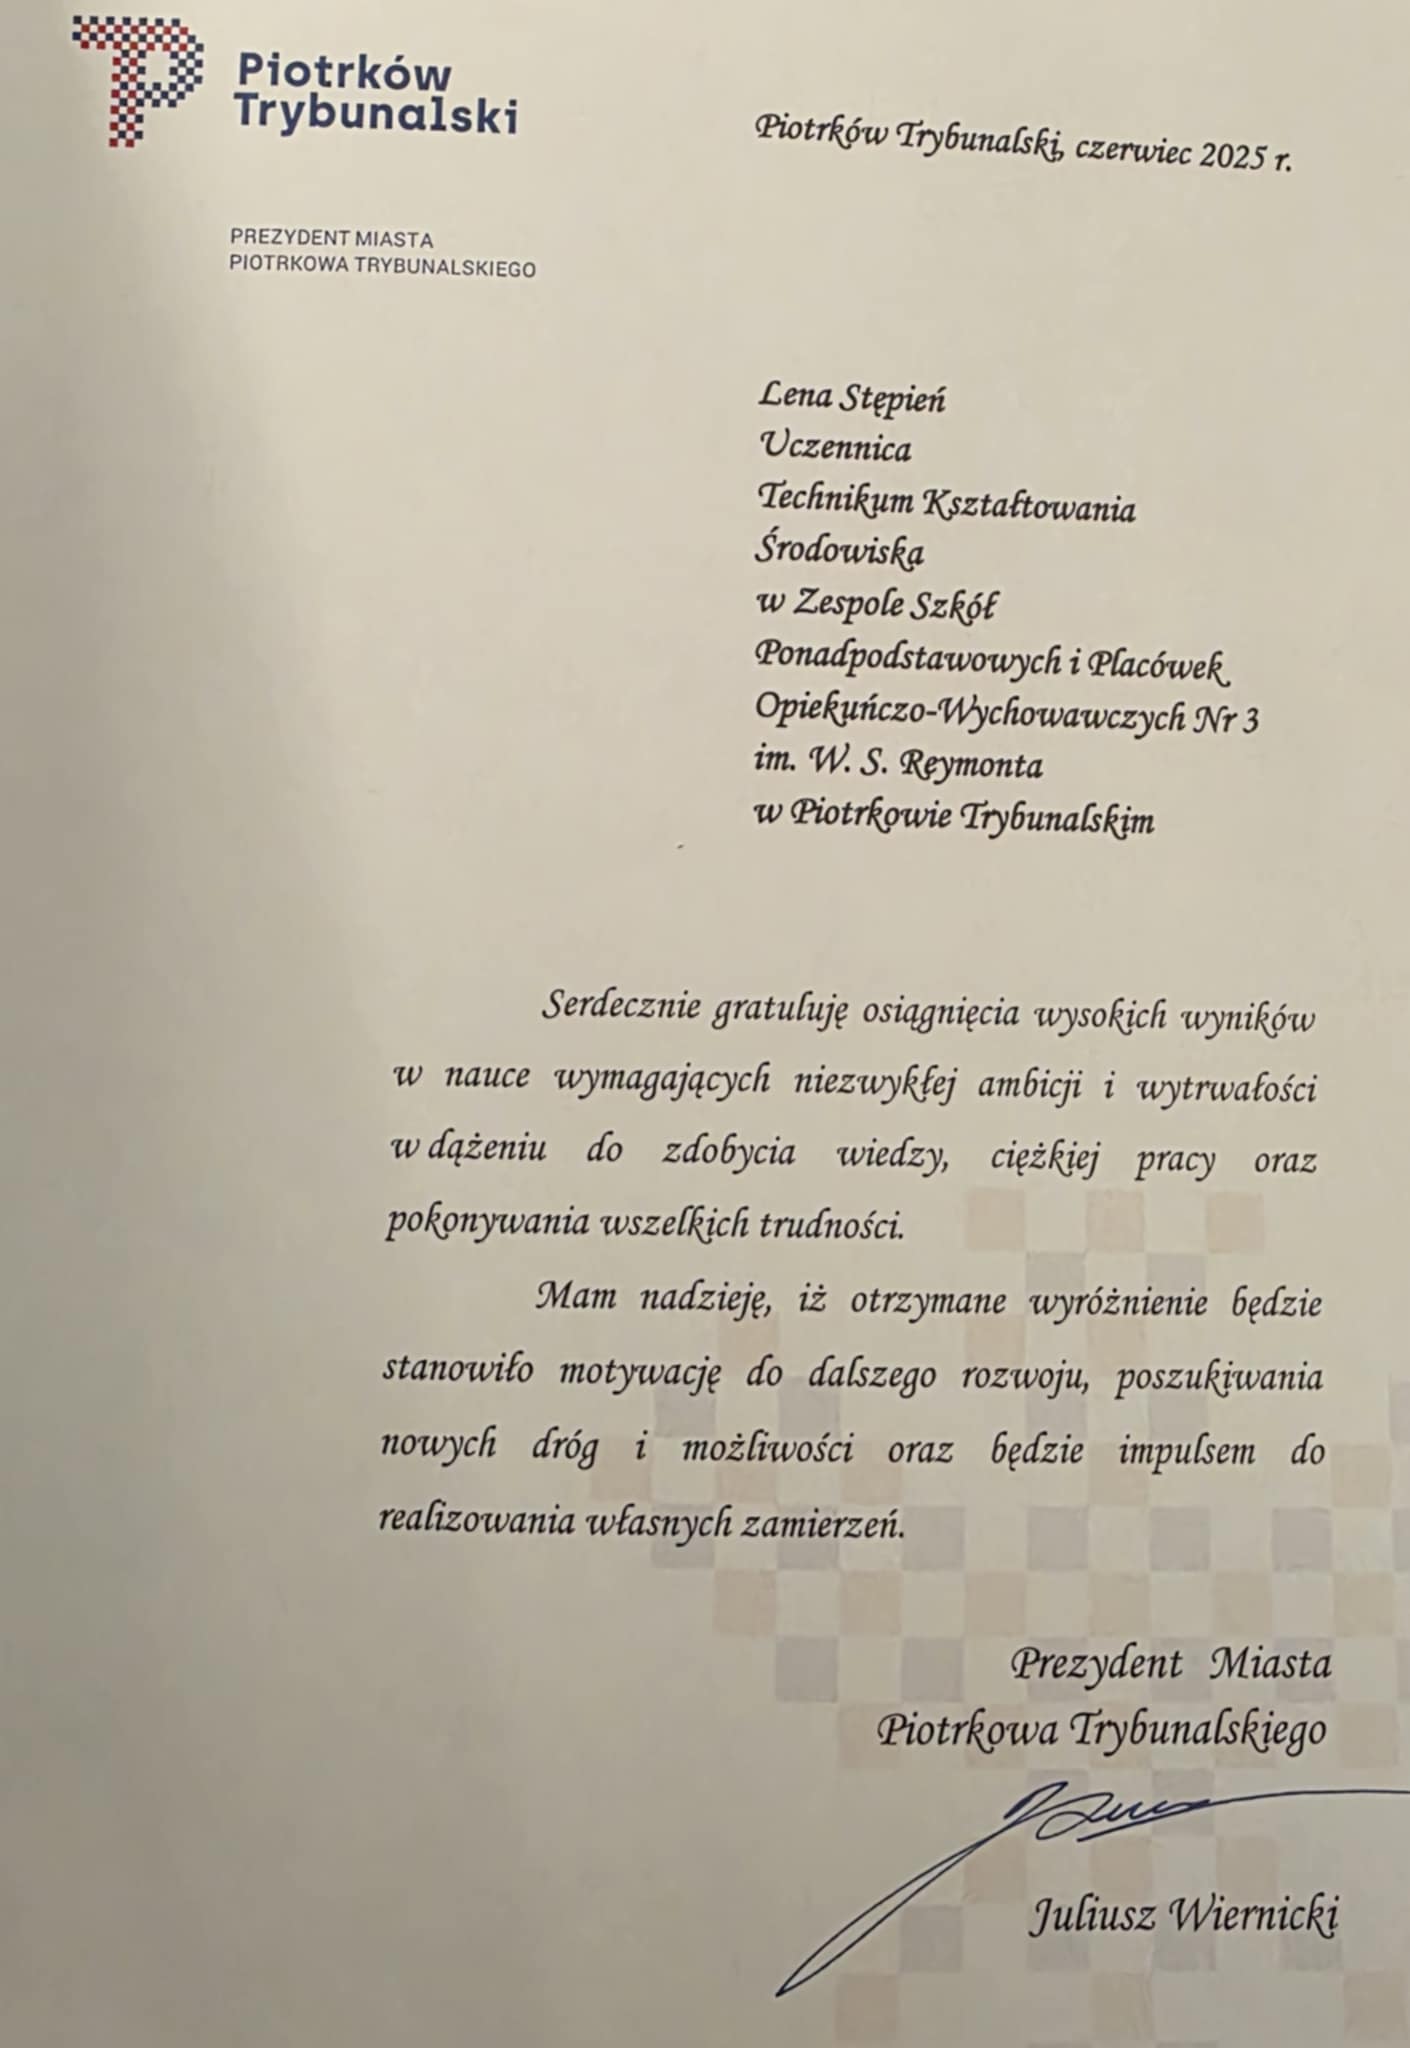 Piotrków
Trybunalski
Piotrków Trybunalski, czerwiec 2025 r.
PREZYDENT MIASTA
PIOTRKOWA TRYBUNALSKIEGO
Lena Stępień
Uczennica
Technikum Kształtowania
Środowiska
w Zespole Szkół
Ponadpodstawowych i Placówek
Opiekuńczo-Wychowawczych Nr 3
im. W. S. Reymonta
w Piotrkowie Trybunalskim
Serdecznie gratuluję osiągnięcia wysokich wyników
w nauce wymagających niezwykłej ambicji i wytrwałości
w dążeniu do zdobycia wiedzy, ciężkiej pracy oraz
pokonywania wszelkich trudności.
Mam nadzieję, iż otrzymane wyróżnienie będzie
stanowiło motywację do dalszego rozwoju, poszukiwania
nowych dróg i możliwości oraz będzie impulsem do
realizowania własnych zamierzeń.
Prezydent Miasta
Piotrkowa Trybunalskiego
Juliusz Wiernicki